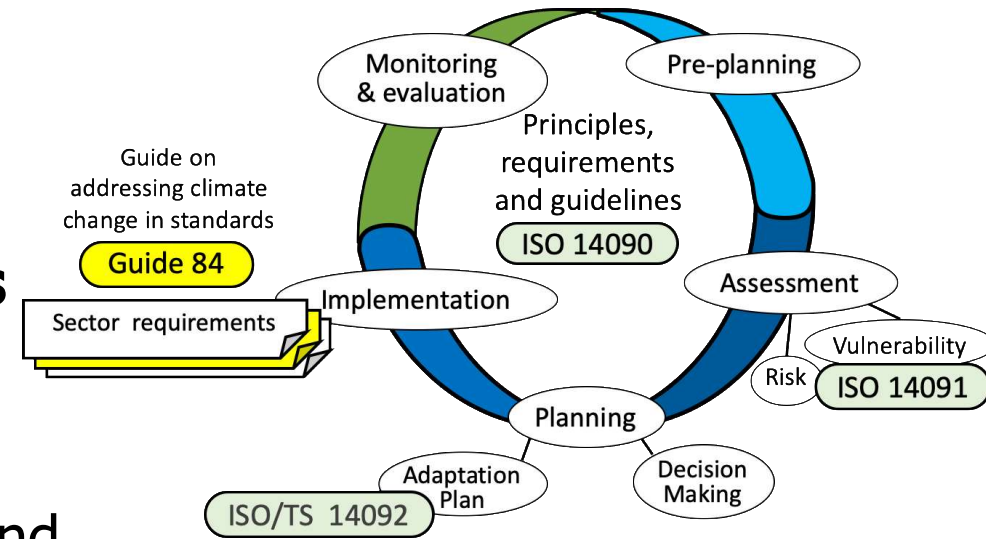 Monitoring
& evaluation
Pre-planning
Principles,
requirements
and guidelines
ISO 14090
Guide on
addressing climate
change in standards
Guide 84
Sector requirements
Implementation
Assessment
Vulnerability
Risk
ISO 14091
Planning
Adaptation
Plan
Decision
Making
ISO/TS 14092